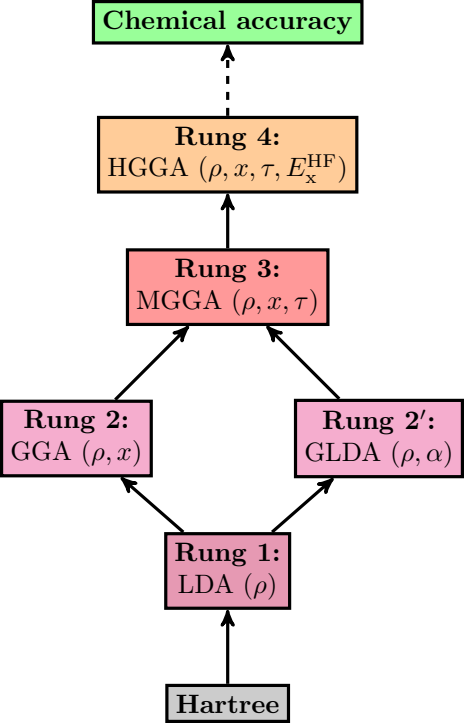 Chemical accuracy
Rung 4:
HGGA (ρ, x, τ, E_x^HF)
Rung 3:
MGGA (ρ, x, τ)
Rung 2:
GGA (ρ, x)
Rung 2′:
GLDA (ρ, α)
Rung 1:
LDA (ρ)
Hartree